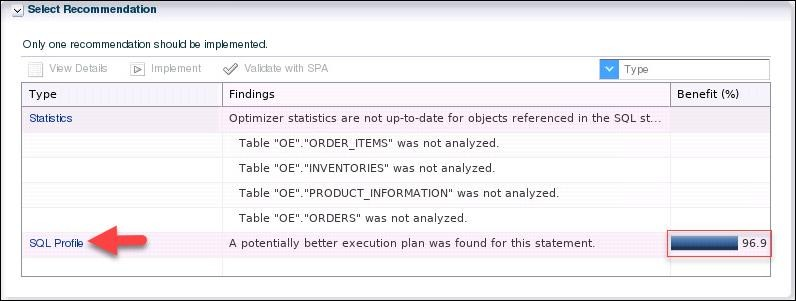 Select Recommendation
Only one recommendation should be implemented.
View Details Implement Validate with SPA Type
Type Findings Benefit (%)
Statistics Optimizer statistics are not up-to-date for objects referenced in the SQL st...
Table "OE"."ORDER_ITEMS" was not analyzed.
Table "OE"."INVENTORIES" was not analyzed.
Table "OE"."PRODUCT_INFORMATION" was not analyzed.
Table "OE"."ORDERS" was not analyzed.
SQL Profile A potentially better execution plan was found for this statement. 96.9